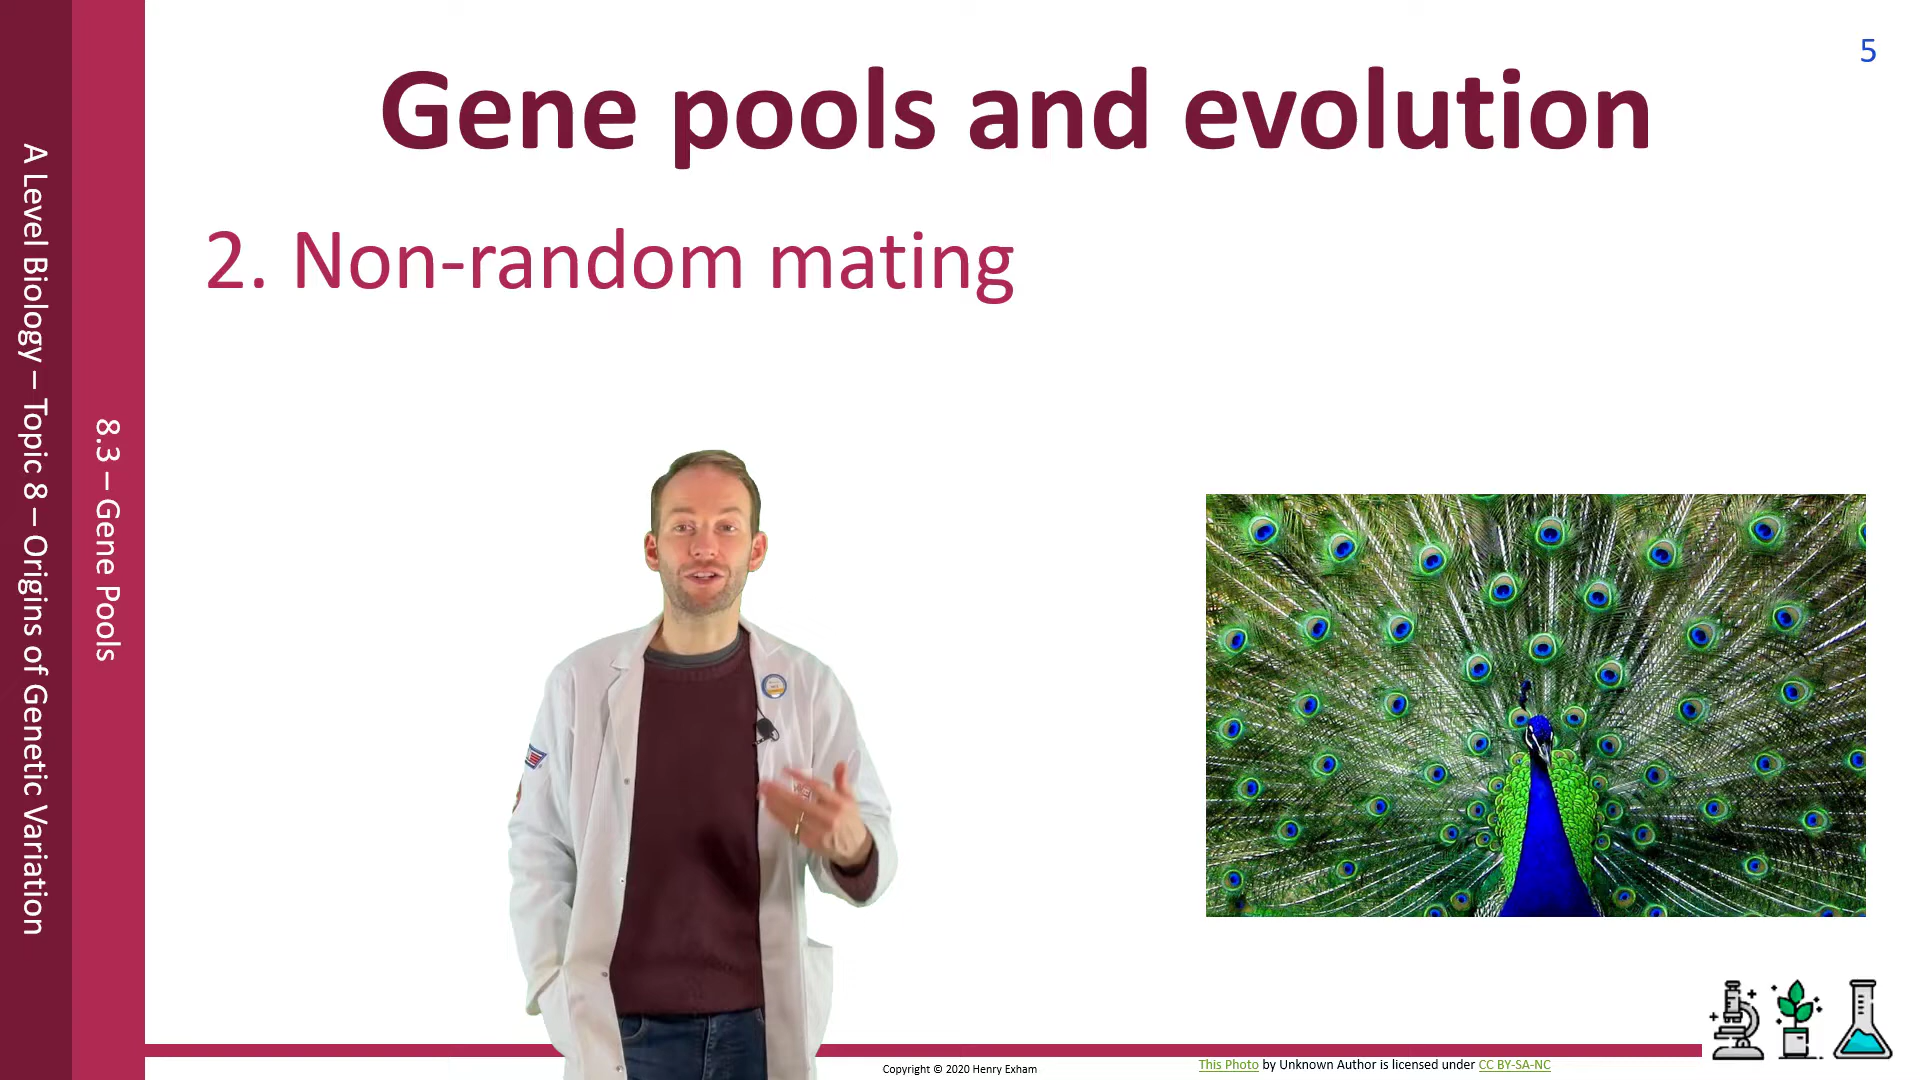 5
Gene pools and evolution
2. Non-random mating
A Level Biology – Topic 8 – Origins of Genetic Variation
8.3 – Gene Pools
Copyright © 2020 Henry Exham
This Photo by Unknown Author is licensed under CC BY-SA-NC